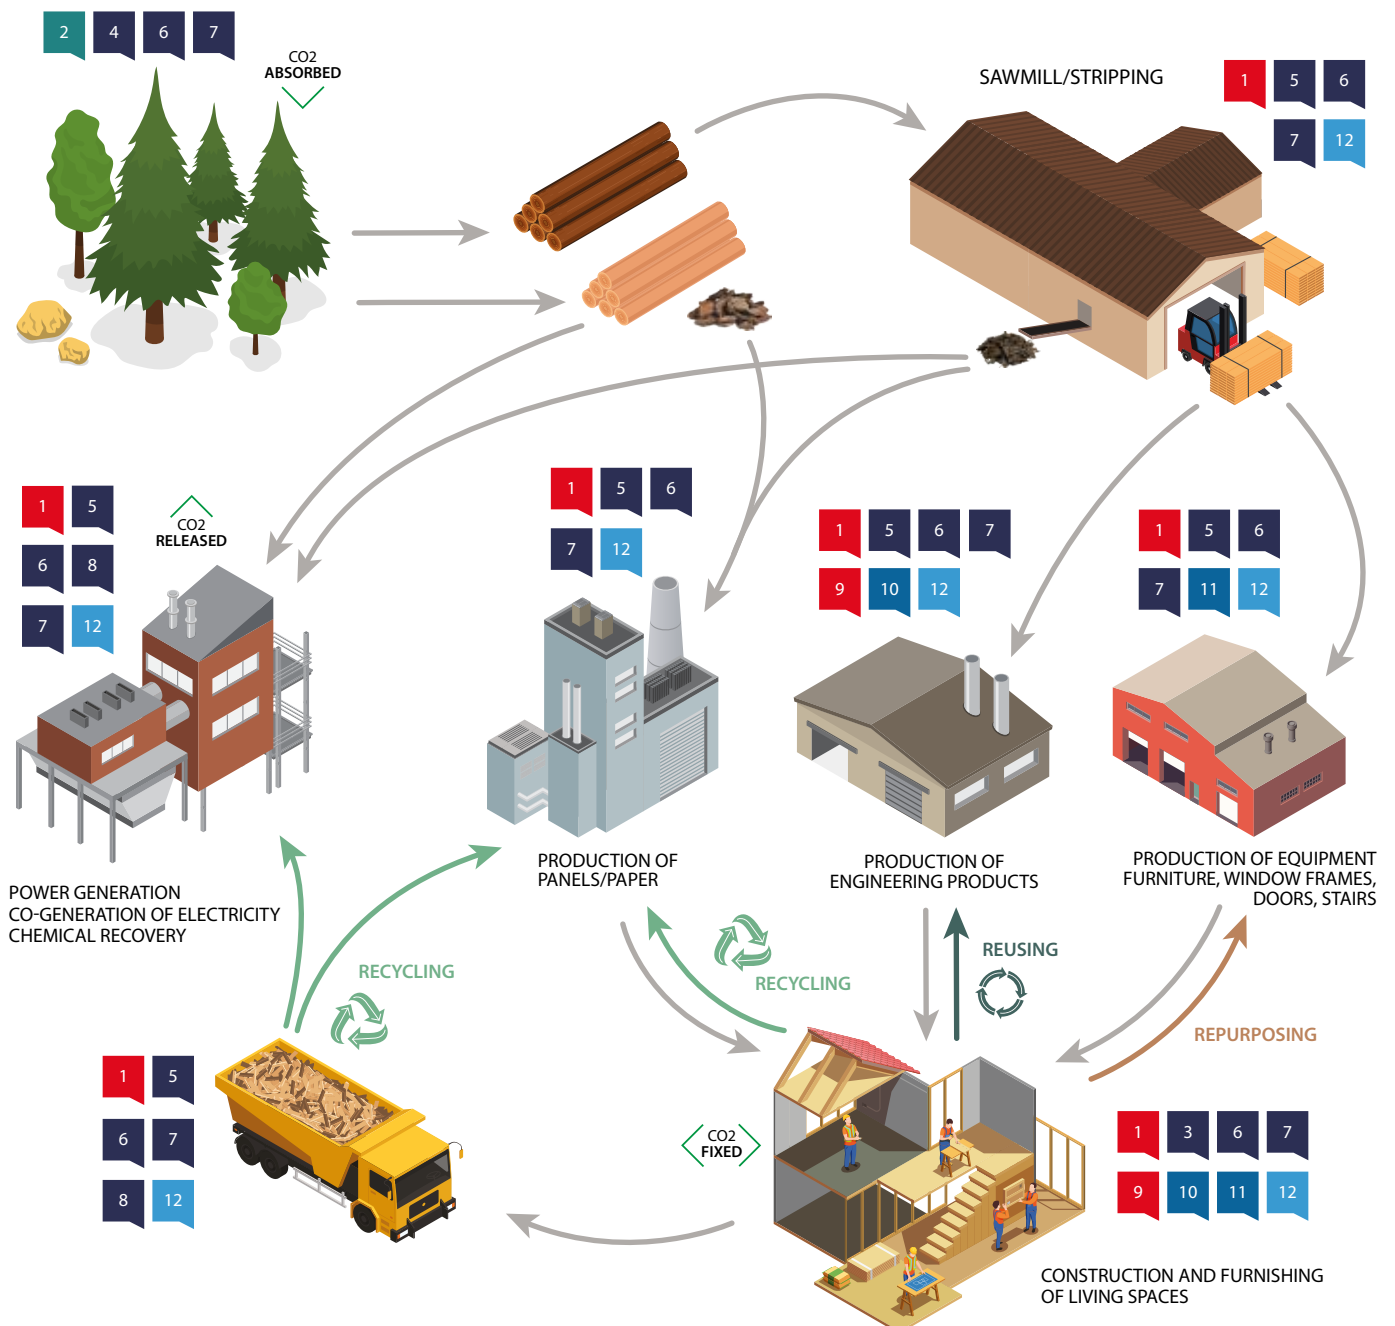 2 4 6 7
CO2
ABSORBED
SAWMILL/STRIPPING
1 5 6
7 12
1 5
6 8
7 12
CO2
RELEASED
1 5 6
7 12
1 5 6 7
9 10 12
1 5 6
7 11 12
POWER GENERATION
CO-GENERATION OF ELECTRICITY
CHEMICAL RECOVERY
PRODUCTION OF
PANELS/PAPER
PRODUCTION OF
ENGINEERING PRODUCTS
PRODUCTION OF EQUIPMENT
FURNITURE, WINDOW FRAMES,
DOORS, STAIRS
RECYCLING
RECYCLING
REUSING
REPURPOSING
1 5
6 7
8 12
CO2
FIXED
1 3 6 7
9 10 11 12
CONSTRUCTION AND FURNISHING
OF LIVING SPACES